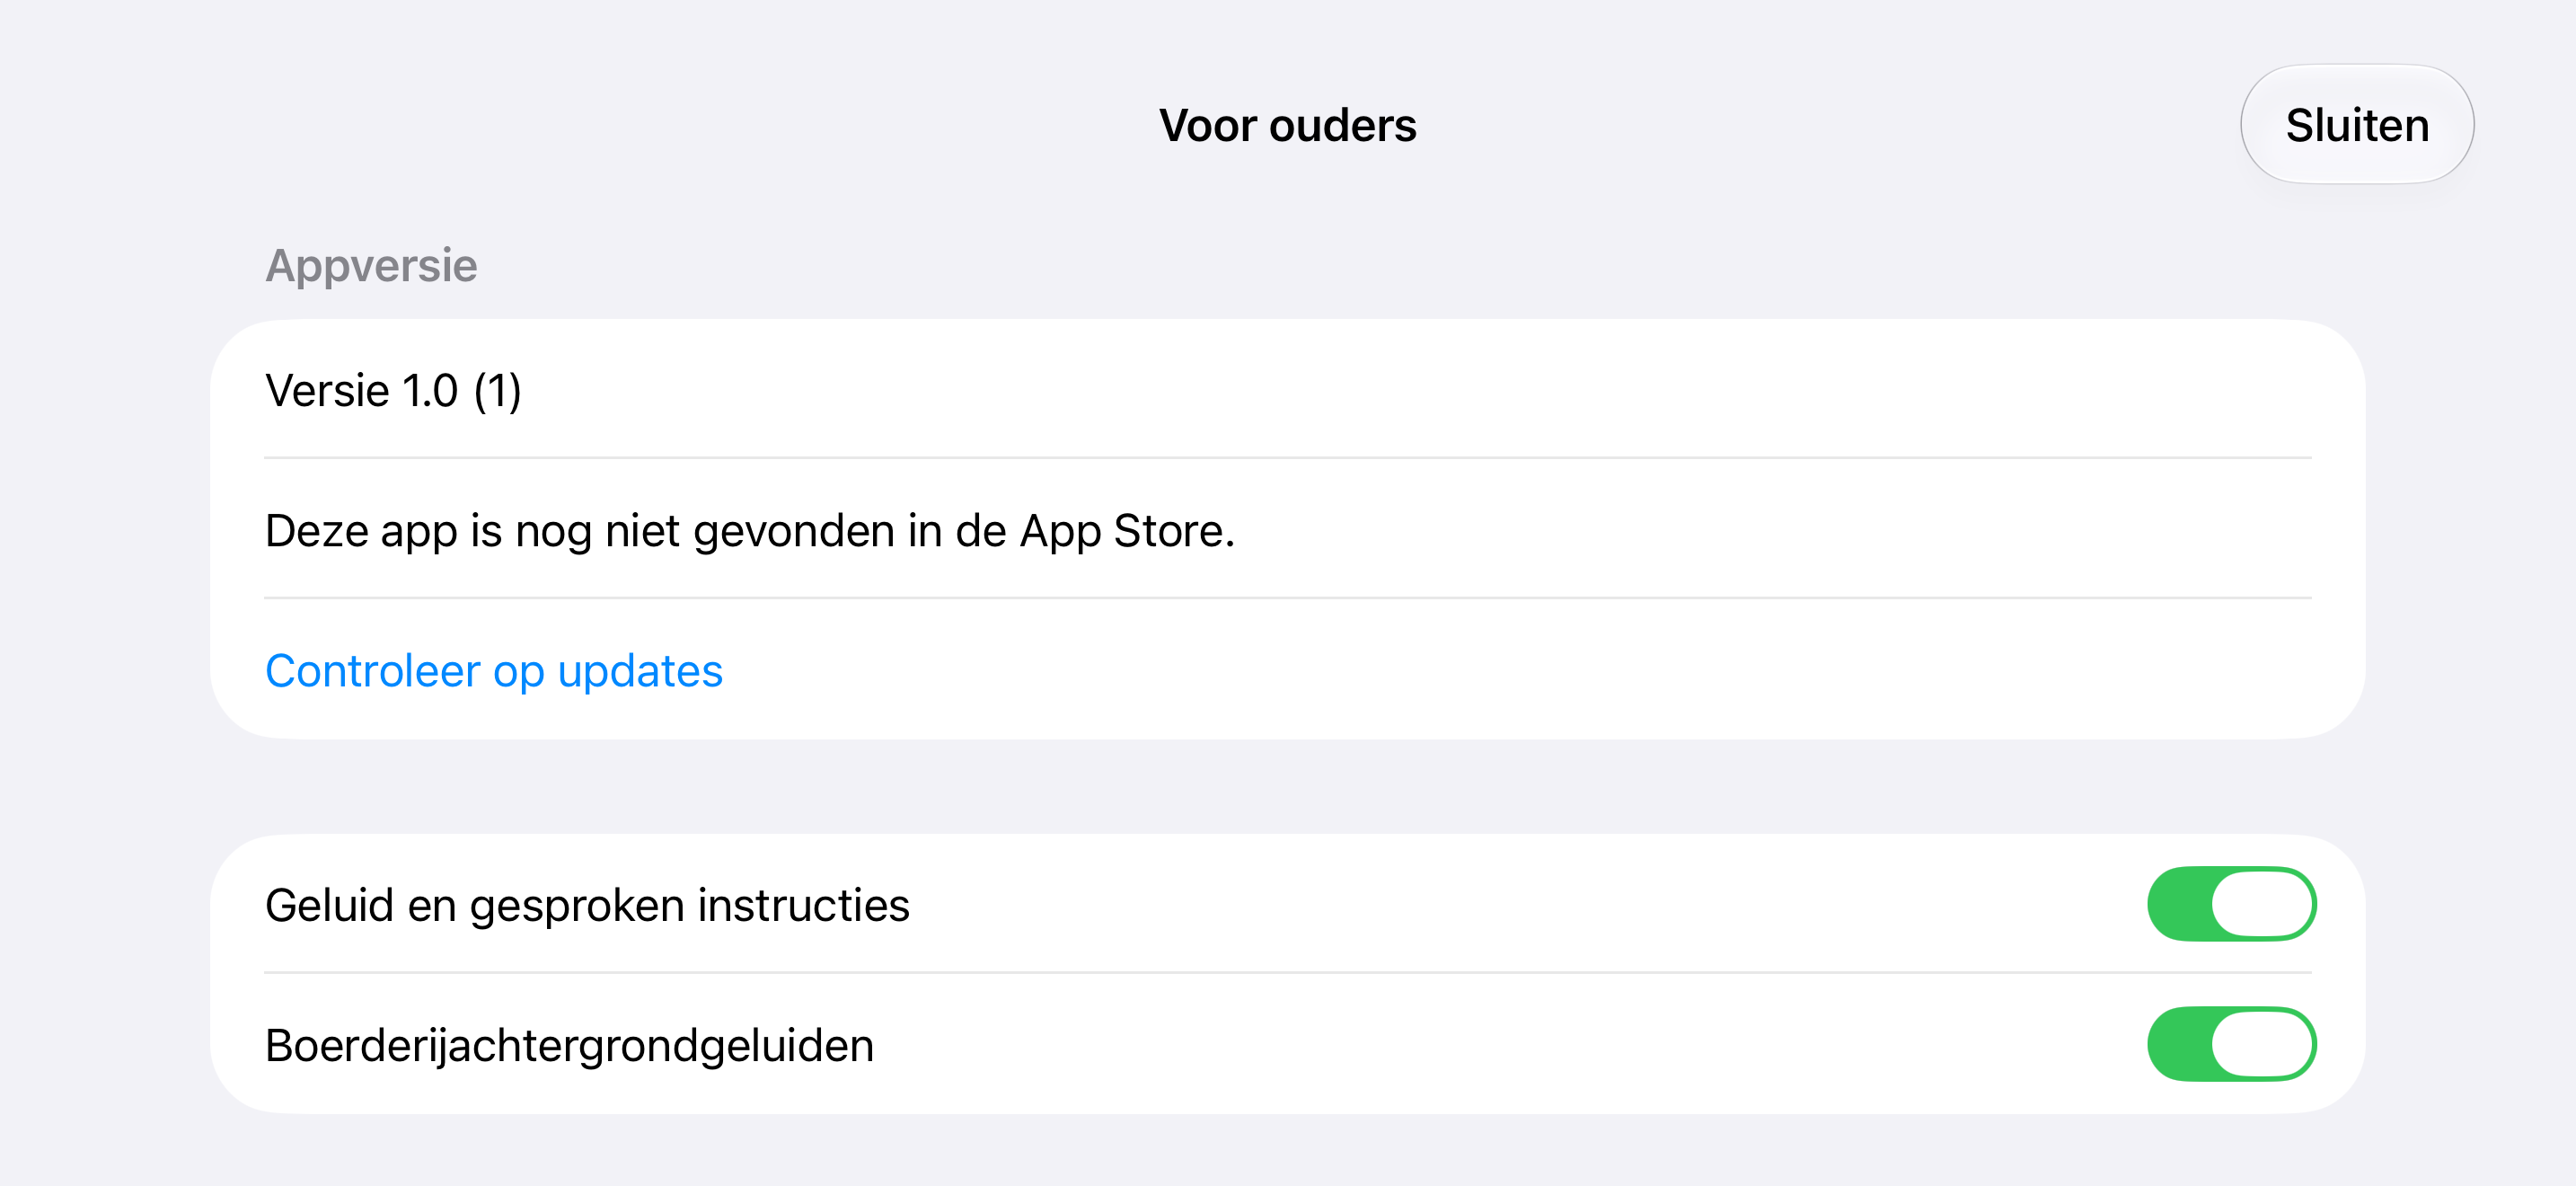 Voor ouders
Sluiten
Appversie
Versie 1.0 (1)
Deze app is nog niet gevonden in de App Store.
Controleer op updates
Geluid en gesproken instructies
Boerderijachtergrondgeluiden